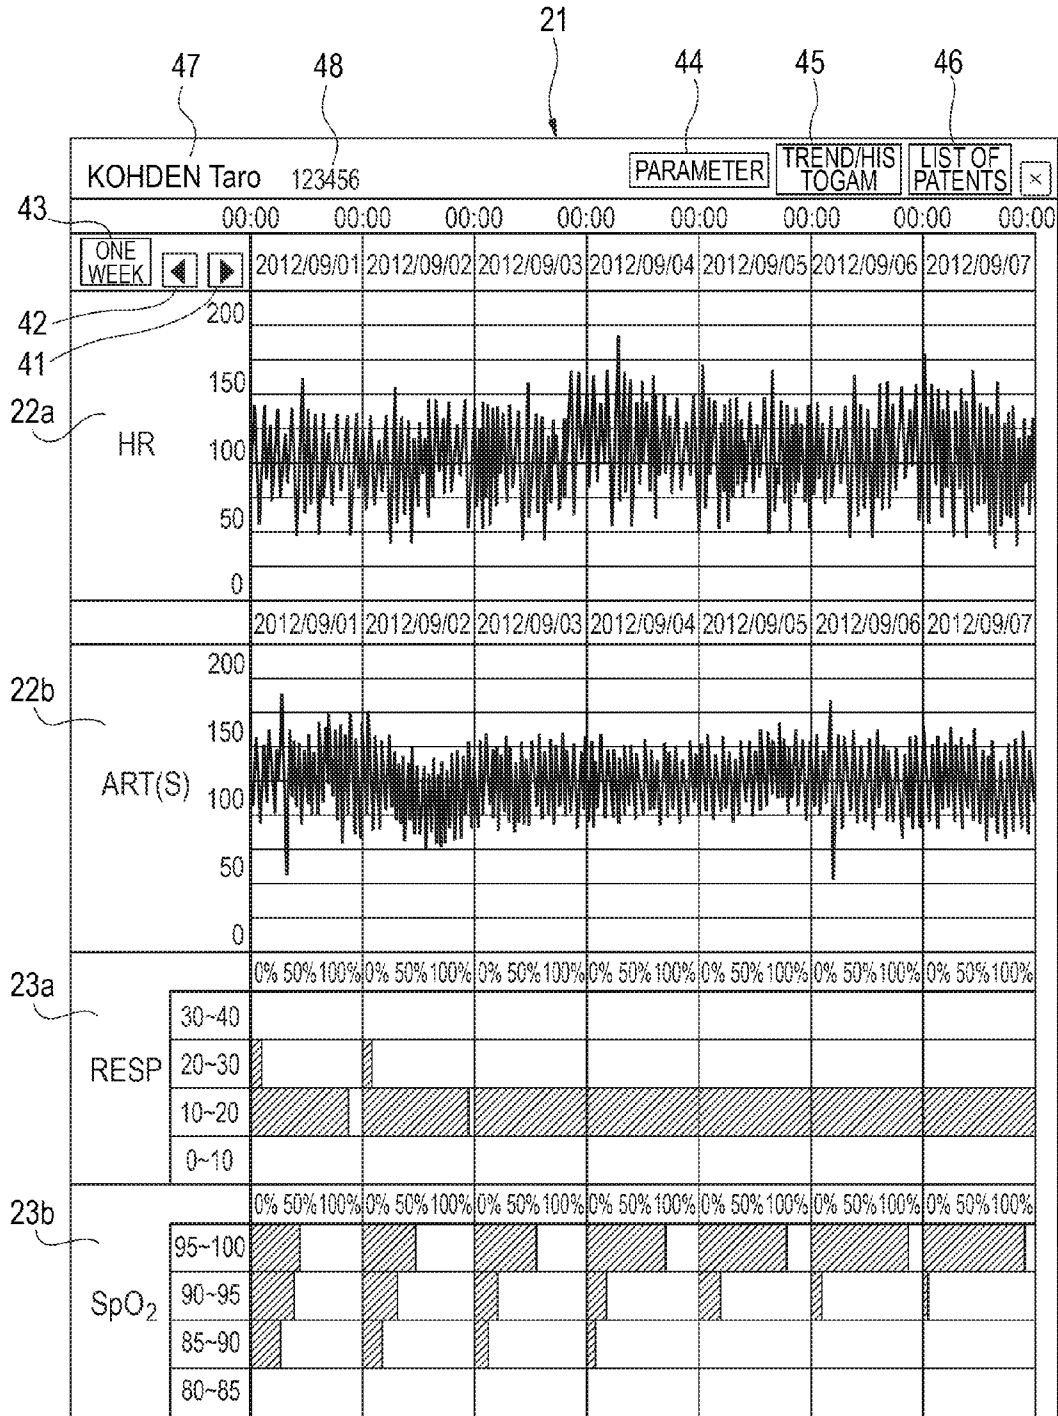 21
47 48 44 45 46
KOHDEN Taro 123456 PARAMETER TREND/HIS TOGAM LIST OF PATENTS ×
43
00:00 00:00 00:00 00:00 00:00 00:00 00:00 00:00
ONE WEEK 2012/09/01 2012/09/02 2012/09/03 2012/09/04 2012/09/05 2012/09/06 2012/09/07
42
41
22a
HR
200
150
100
50
0
2012/09/01 2012/09/02 2012/09/03 2012/09/04 2012/09/05 2012/09/06 2012/09/07
22b
ART(S)
200
150
100
50
0
23a
0% 50% 100% 0% 50% 100% 0% 50% 100% 0% 50% 100% 0% 50% 100% 0% 50% 100% 0% 50% 100%
RESP
30~40
20~30
10~20
0~10
23b
0% 50% 100% 0% 50% 100% 0% 50% 100% 0% 50% 100% 0% 50% 100% 0% 50% 100% 0% 50% 100%
SpO2
95~100
90~95
85~90
80~85